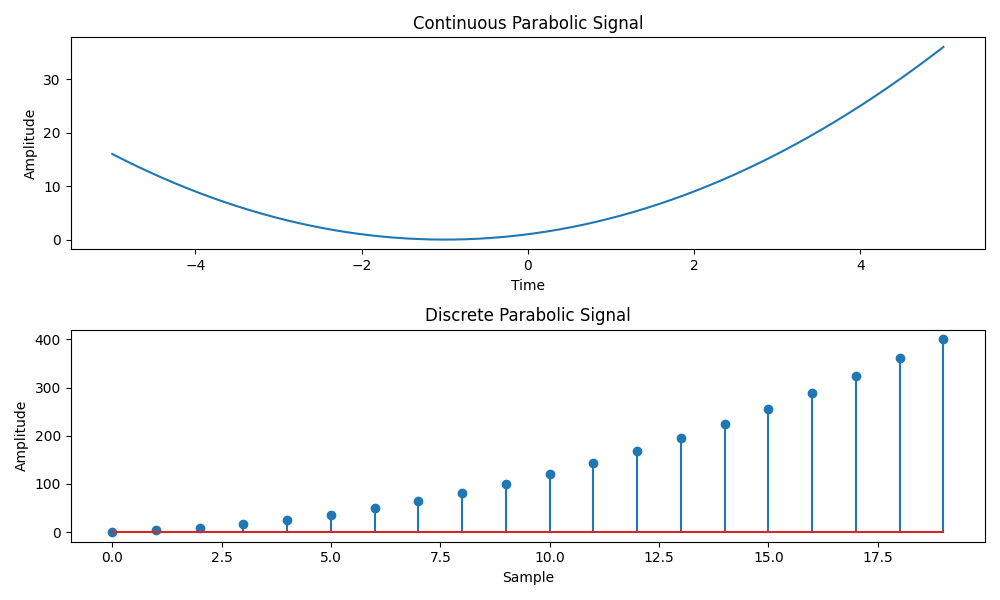 Continuous Parabolic Signal
30
20
10
0
Amplitude
−4 −2 0 2 4
Time
Discrete Parabolic Signal
400
300
200
100
0
Amplitude
0.0 2.5 5.0 7.5 10.0 12.5 15.0 17.5
Sample